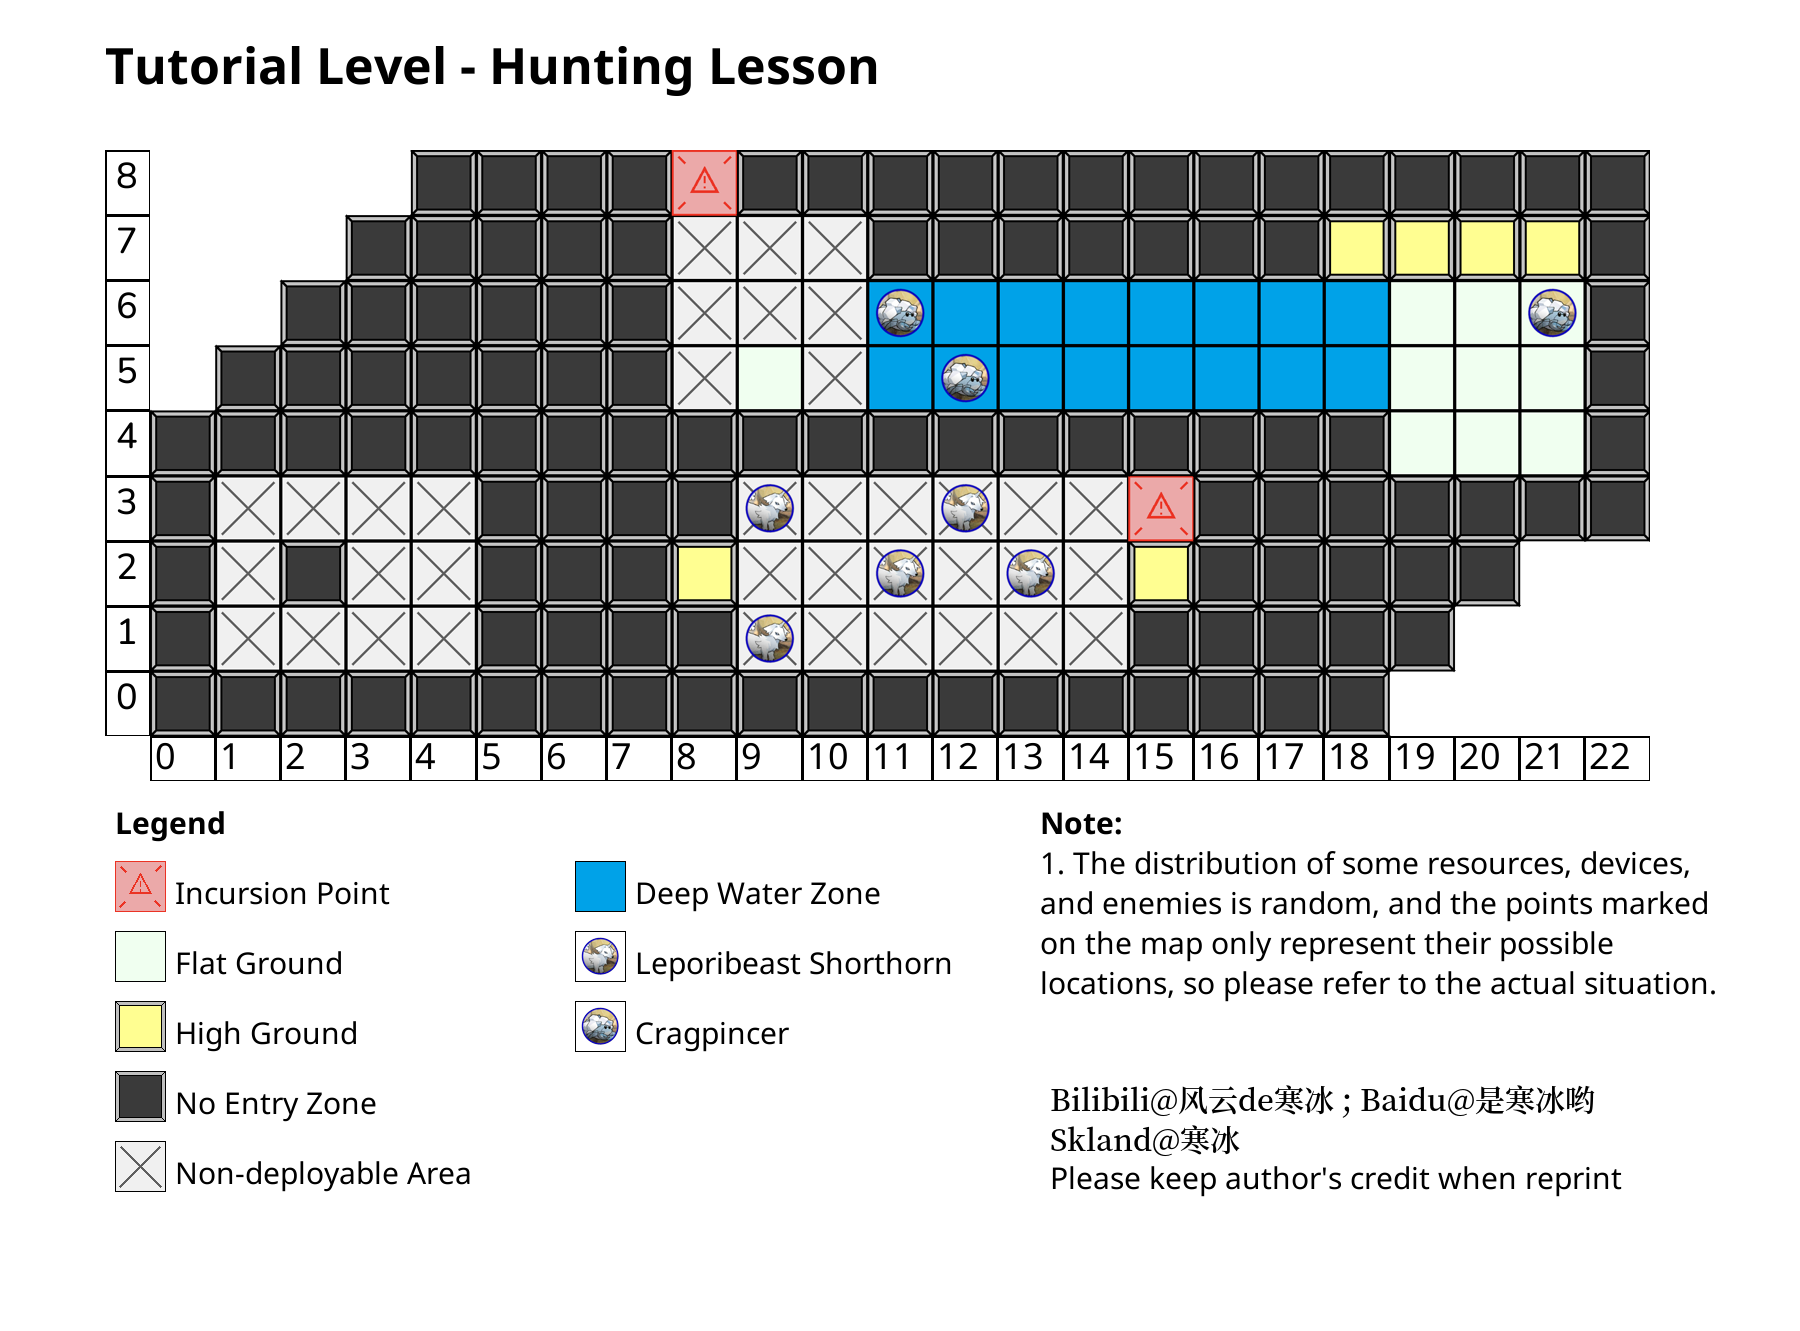 Tutorial Level - Hunting Lesson
8
7
6
5
4
3
2
1
0
0 1 2 3 4 5 6 7 8 9 10 11 12 13 14 15 16 17 18 19 20 21 22
Legend
Incursion Point
Flat Ground
High Ground
No Entry Zone
Non-deployable Area
Deep Water Zone
Leporibeast Shorthorn
Cragpincer
Note:
1. The distribution of some resources, devices,
and enemies is random, and the points marked
on the map only represent their possible
locations, so please refer to the actual situation.
Bilibili@风云de寒冰 ; Baidu@是寒冰哟
Skland@寒冰
Please keep author's credit when reprint